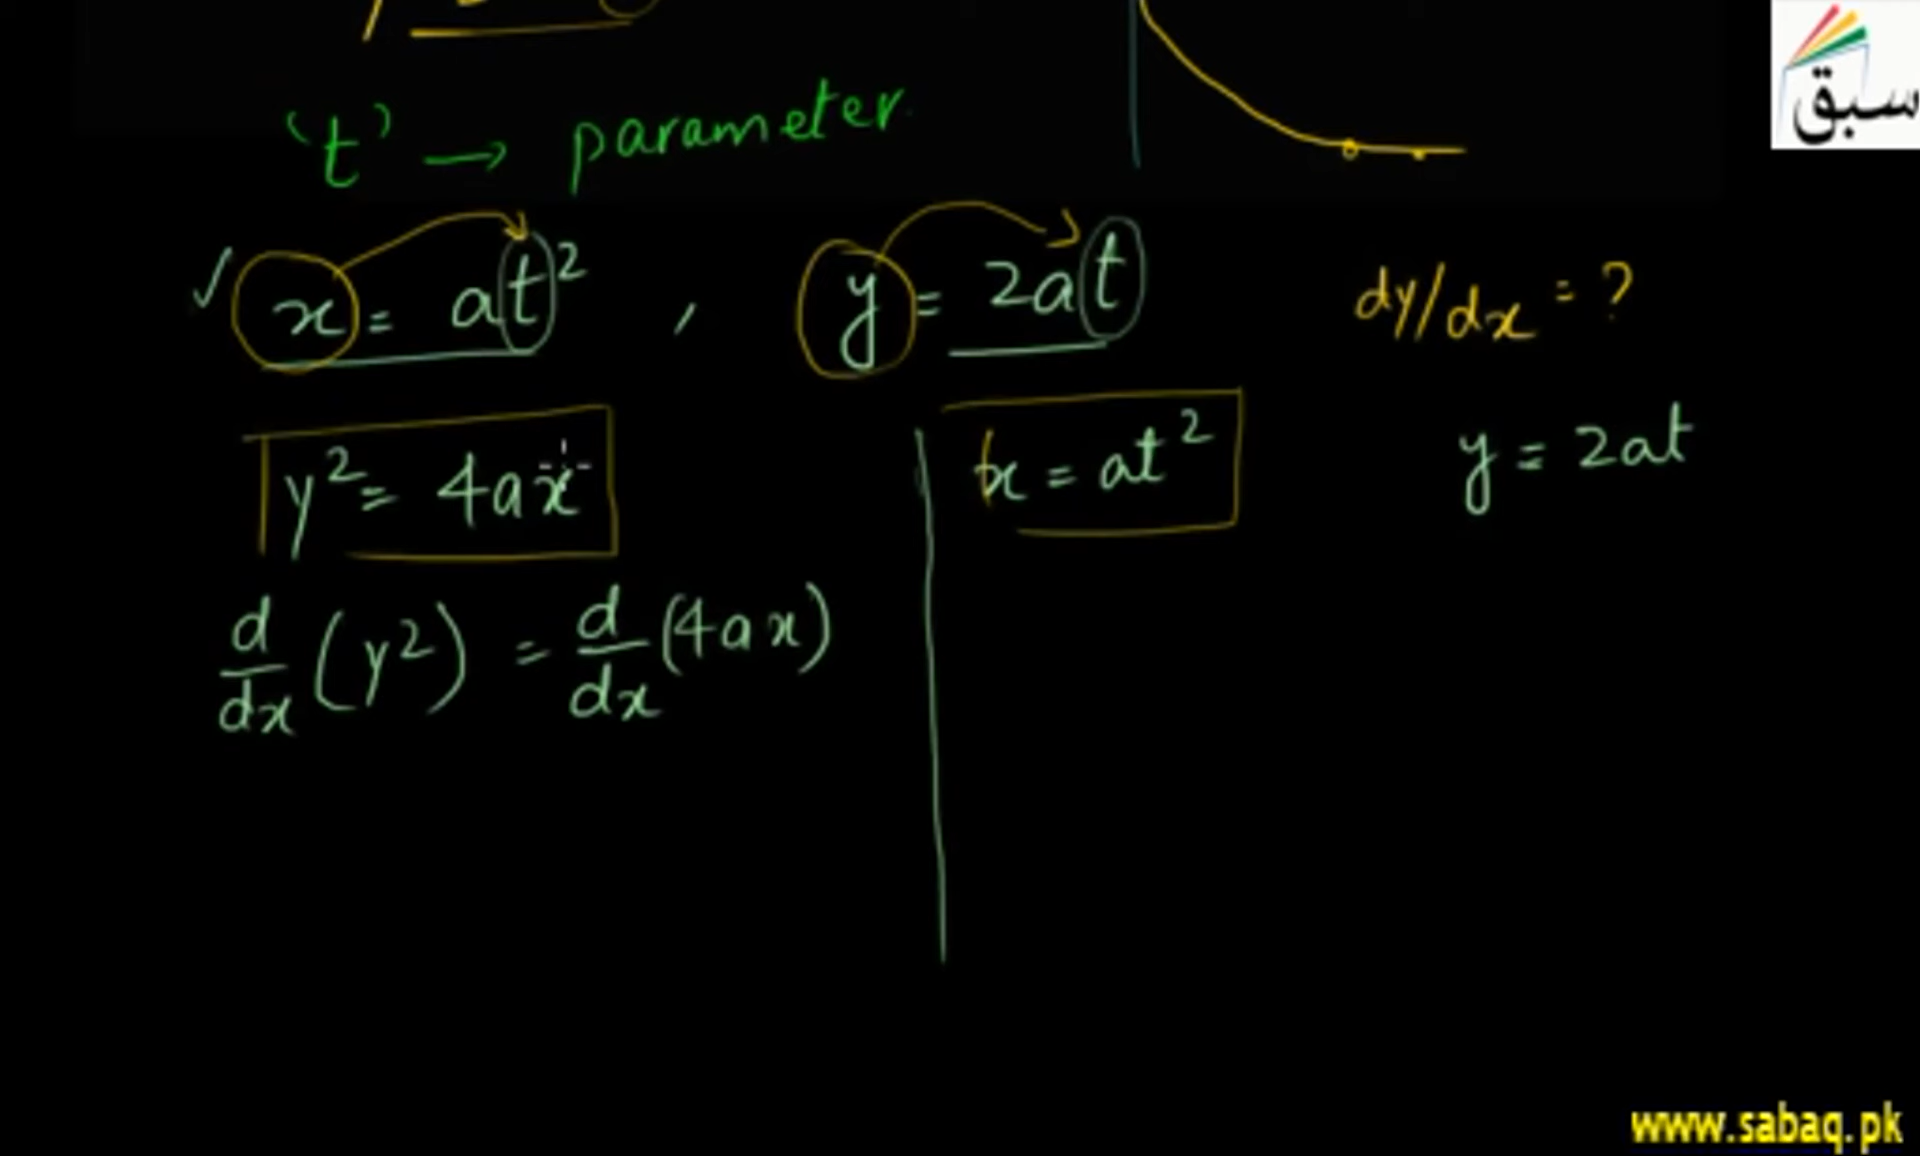 سبق
't' → parameter
✓ x = at² , y = 2at dy/dx = ?
y² = 4ax x = at² y = 2at
d/dx (y²) = d/dx (4ax)
www.sabaq.pk